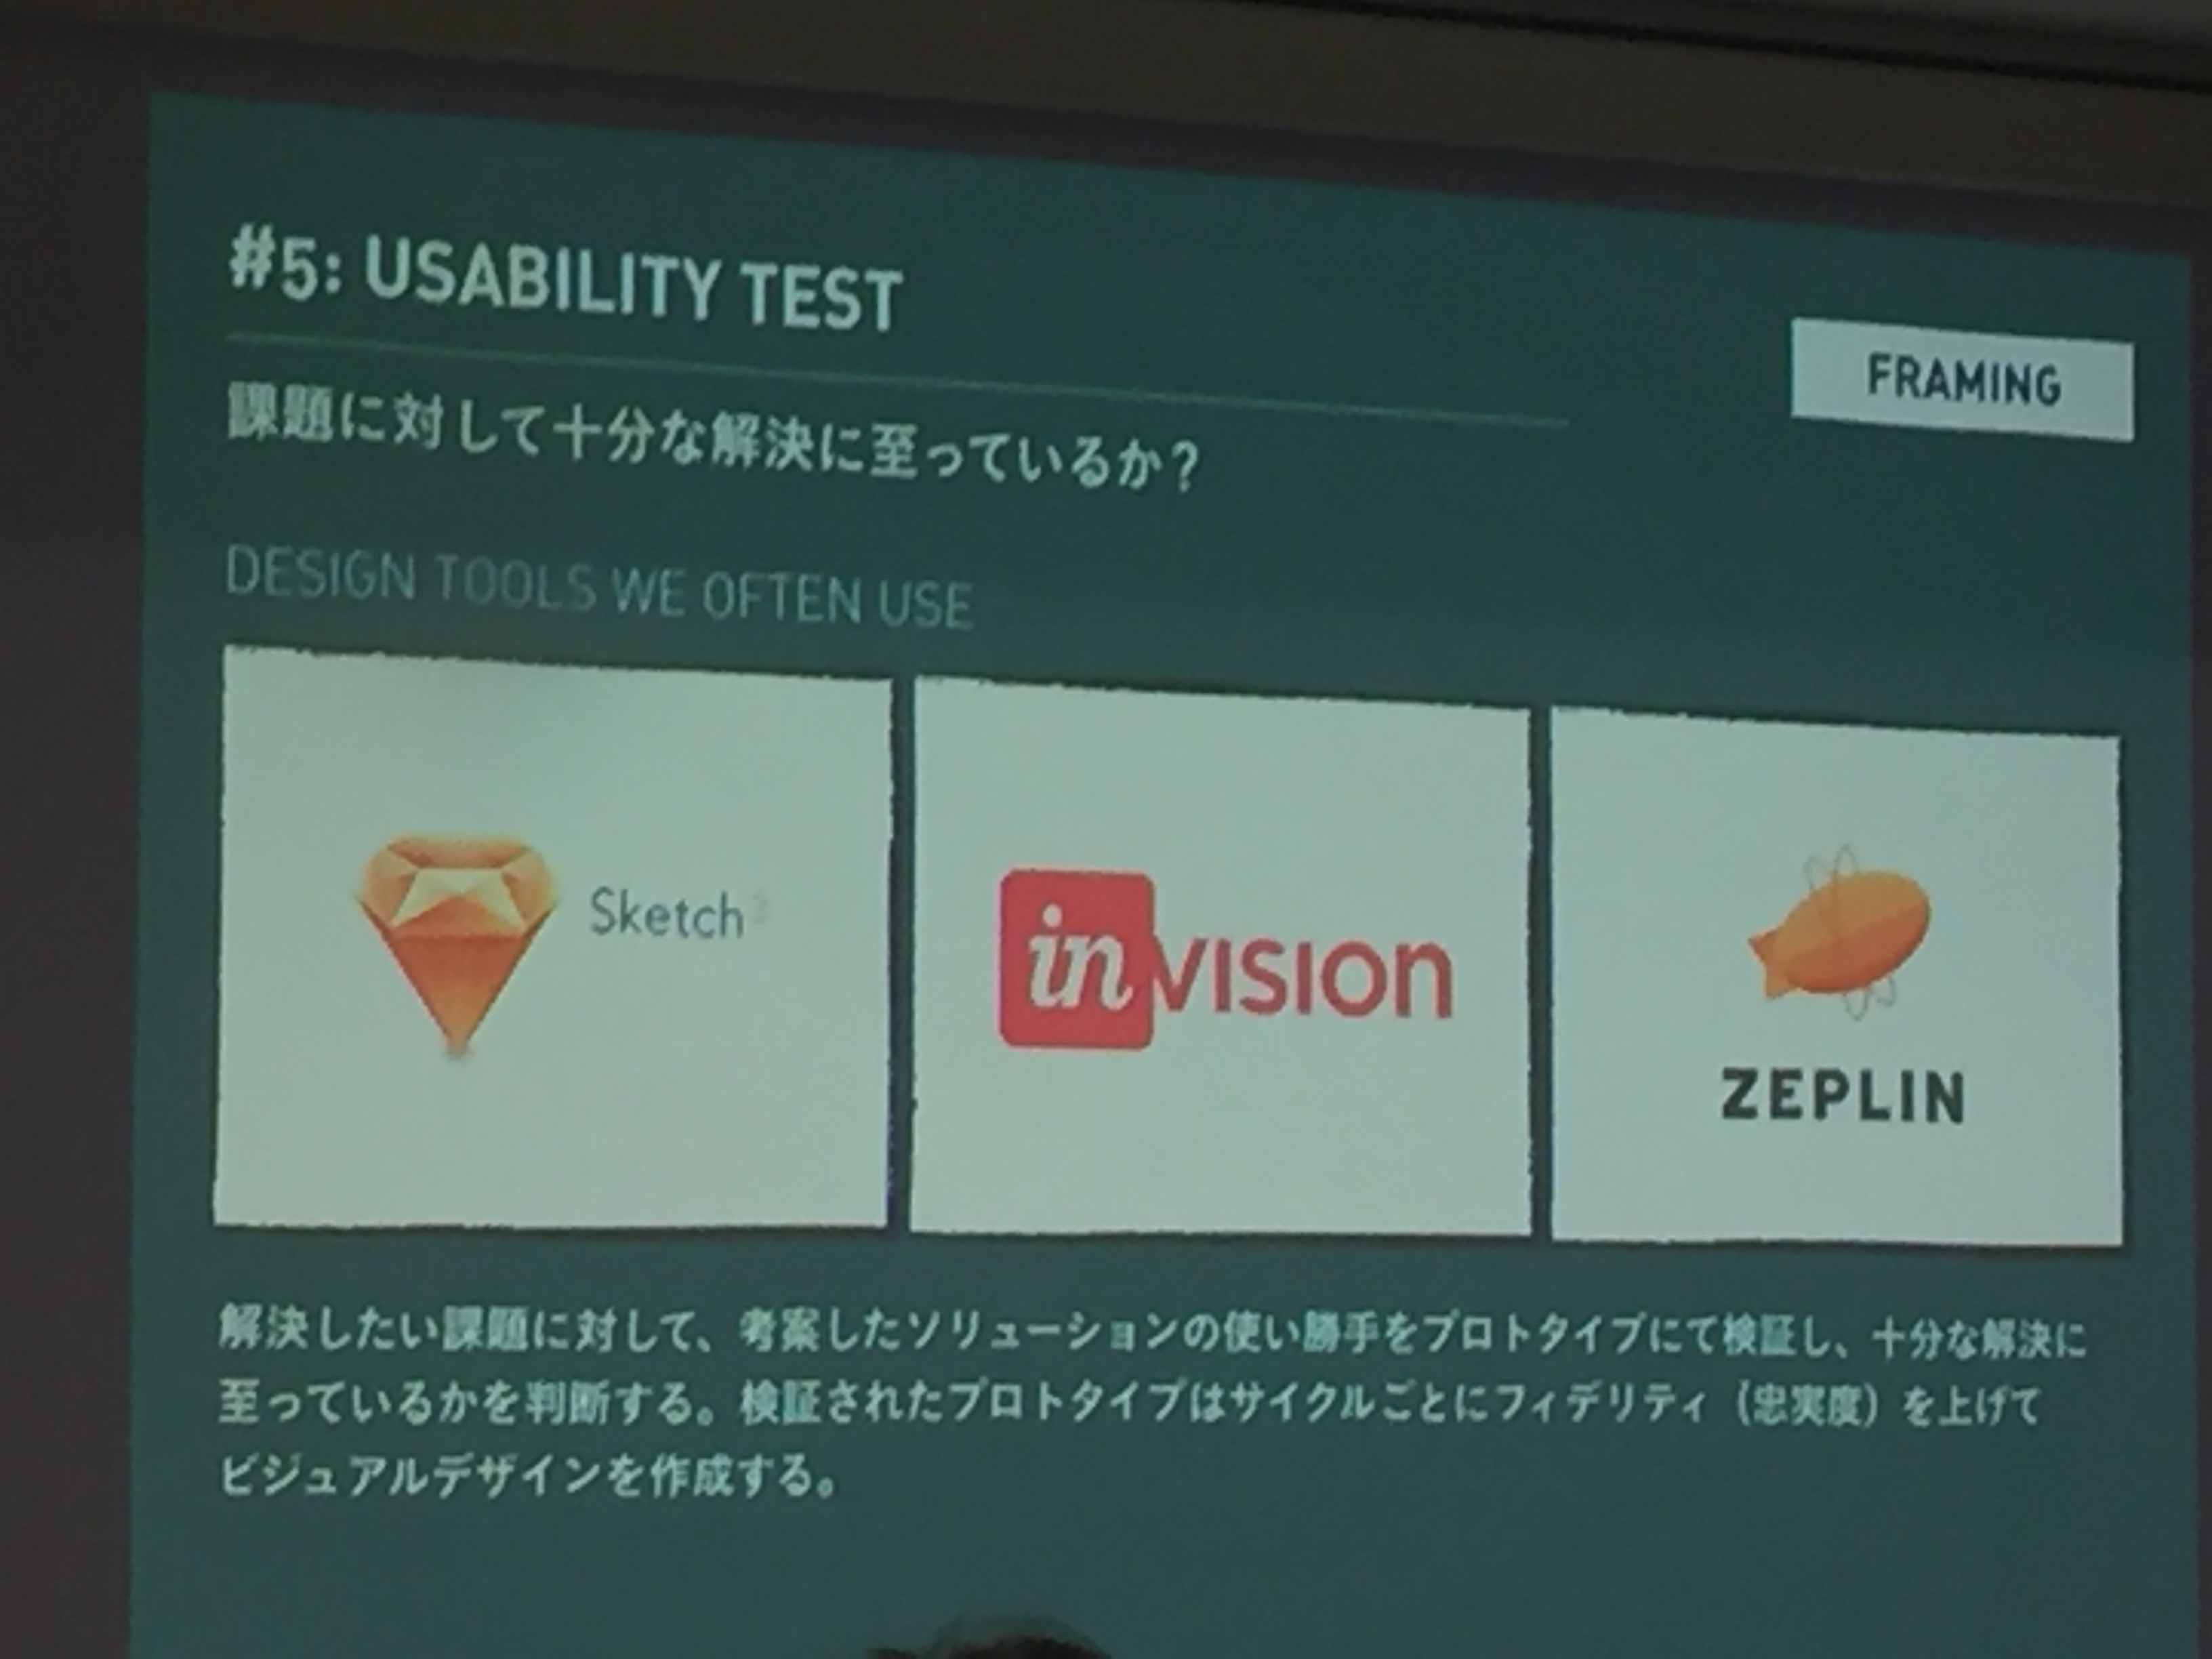 #5: USABILITY TEST
FRAMING
課題に対して十分な解決に至っているか？
DESIGN TOOLS WE OFTEN USE
Sketch
invision
ZEPLIN
解決したい課題に対して、考案したソリューションの使い勝手をプロトタイプにて検証し、十分な解決に
至っているかを判断する。検証されたプロトタイプはサイクルごとにフィデリティ（忠実度）を上げて
ビジュアルデザインを作成する。